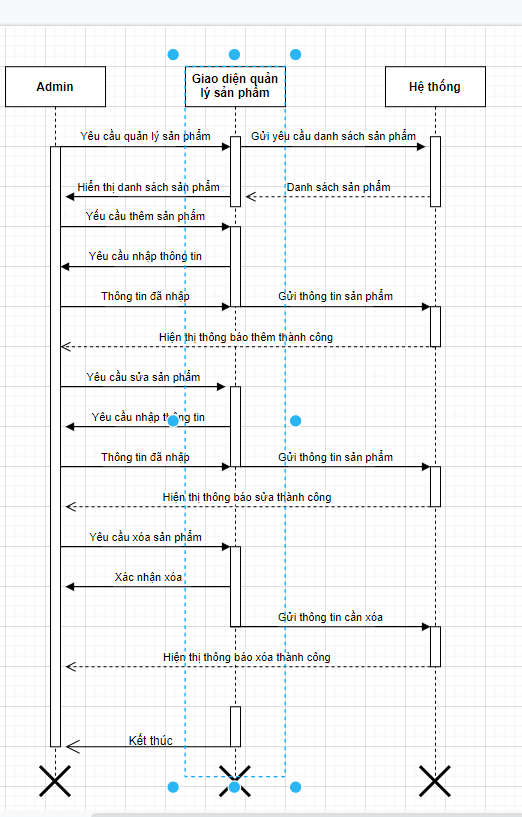 Admin
Giao diện quản
lý sản phẩm
Hệ thống
Yêu cầu quản lý sản phẩm
Gửi yêu cầu danh sách sản phẩm
Hiển thị danh sách sản phẩm
Danh sách sản phẩm
Yếu cầu thêm sản phẩm
Yêu cầu nhập thông tin
Thông tin đã nhập
Gửi thông tin sản phẩm
Hiện thị thông báo thêm thành công
Yêu cầu sửa sản phẩm
Yêu cầu nhập thông tin
Thông tin đã nhập
Gửi thông tin sản phẩm
Hiện thị thông báo sửa thành công
Yêu cầu xóa sản phẩm
Xác nhận xóa
Gửi thông tin cần xóa
Hiện thị thông báo xóa thành công
Kết thúc